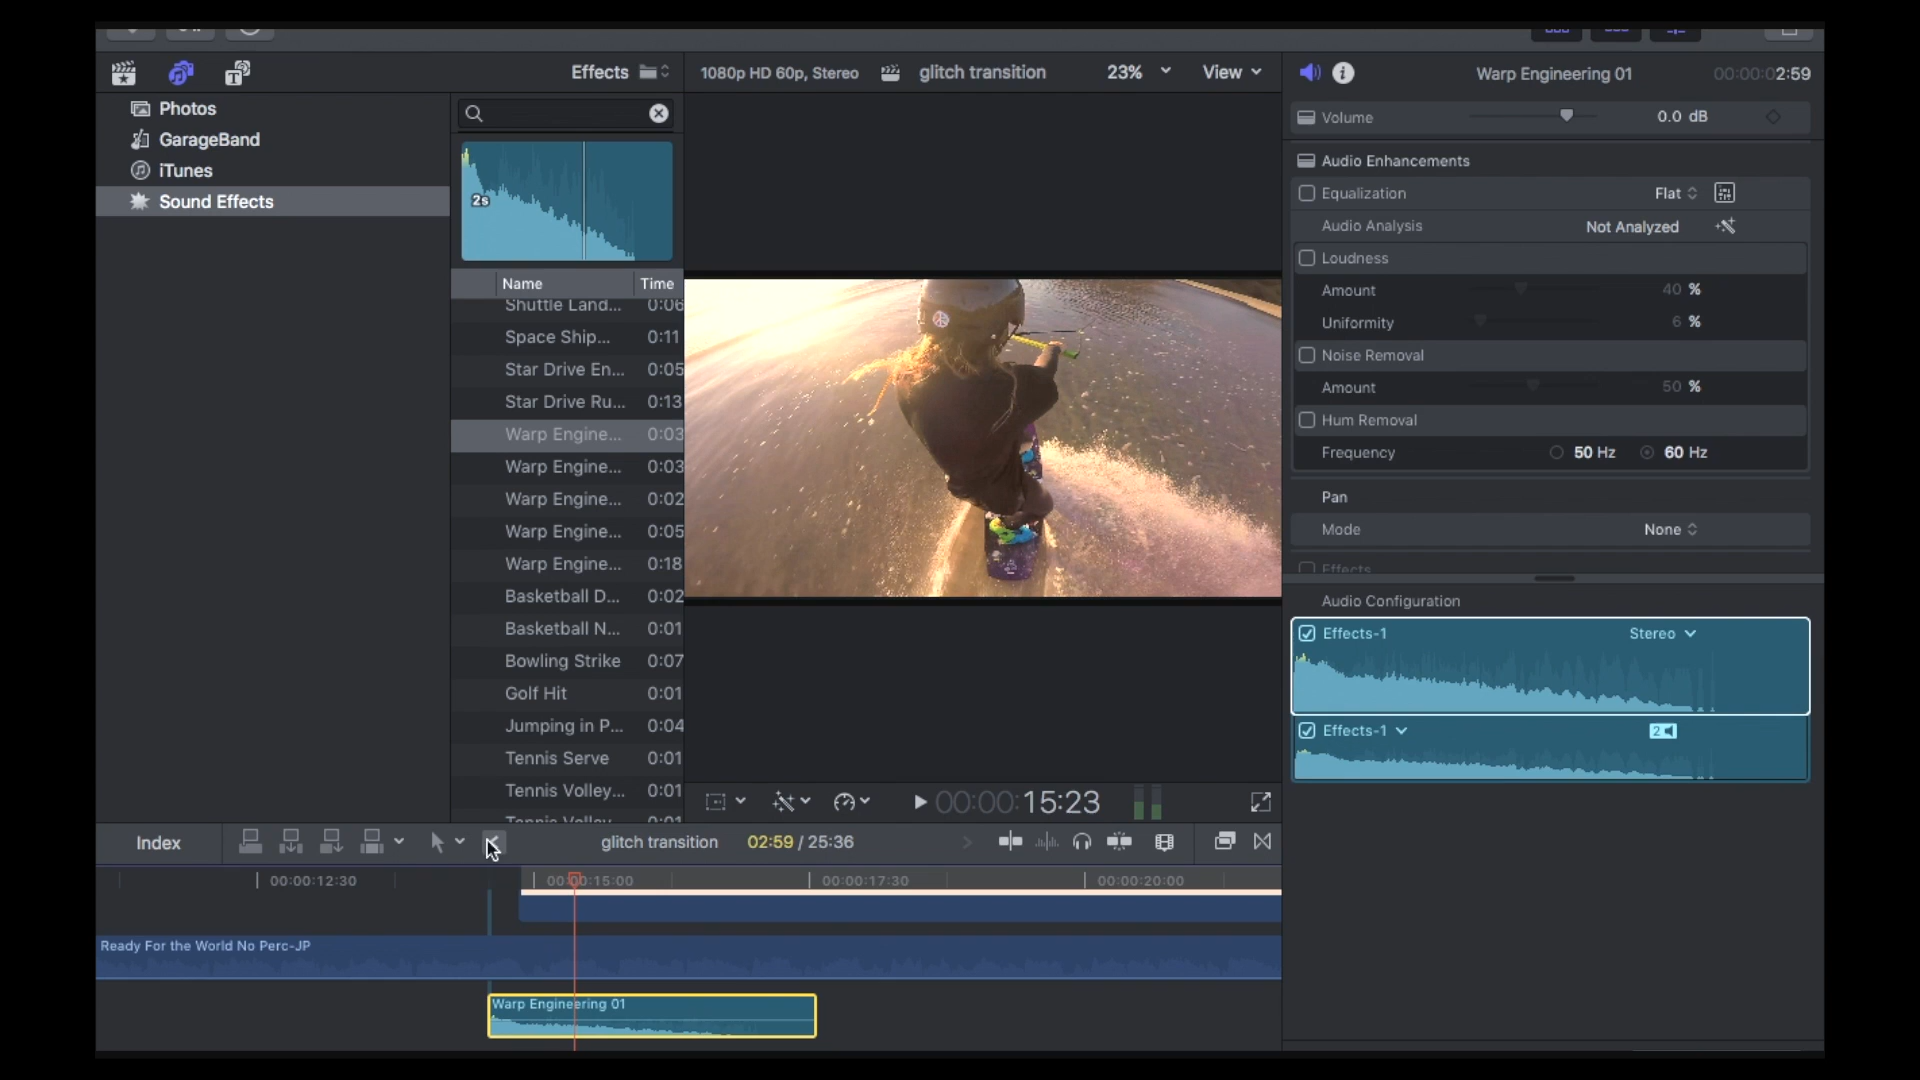 Effects
1080p HD 60p, Stereo
glitch transition
23%
View
Warp Engineering 01
00:00:02:59
Photos
GarageBand
iTunes
Sound Effects
2s
Name
Time
Shuttle Land... 0:06
Space Ship... 0:11
Star Drive En... 0:05
Star Drive Ru... 0:13
Warp Engine... 0:03
Warp Engine... 0:03
Warp Engine... 0:02
Warp Engine... 0:05
Warp Engine... 0:18
Basketball D... 0:02
Basketball N... 0:01
Bowling Strike 0:07
Golf Hit 0:01
Jumping in P... 0:04
Tennis Serve 0:01
Tennis Volley... 0:01
Tennis Volley... 0:01
Volume 0.0 dB
Audio Enhancements
Equalization Flat
Audio Analysis Not Analyzed
Loudness
Amount 40 %
Uniformity 6 %
Noise Removal
Amount 50 %
Hum Removal
Frequency 50 Hz 60 Hz
Pan
Mode None
Effects
Audio Configuration
Effects-1 Stereo
Effects-1 2
00:00:15:23
Index
glitch transition
02:59 / 25:36
00:00:12:30
00:00:15:00
00:00:17:30
00:00:20:00
Ready For the World No Perc-JP
Warp Engineering 01